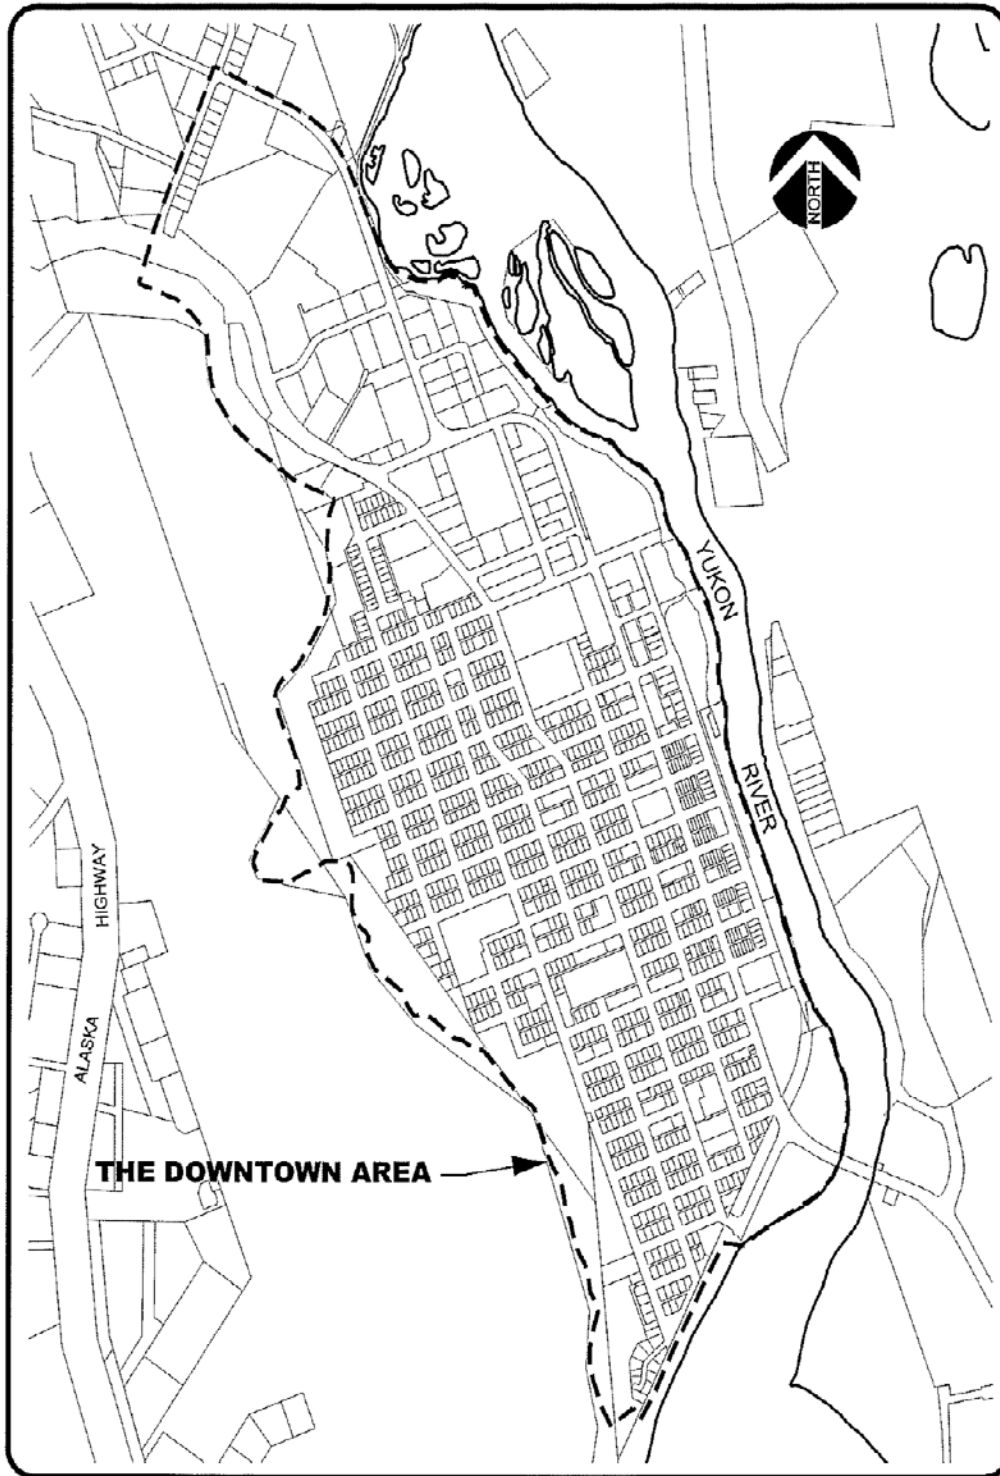 NORTH
YUKON
RIVER
ALASKA
HIGHWAY
THE DOWNTOWN AREA